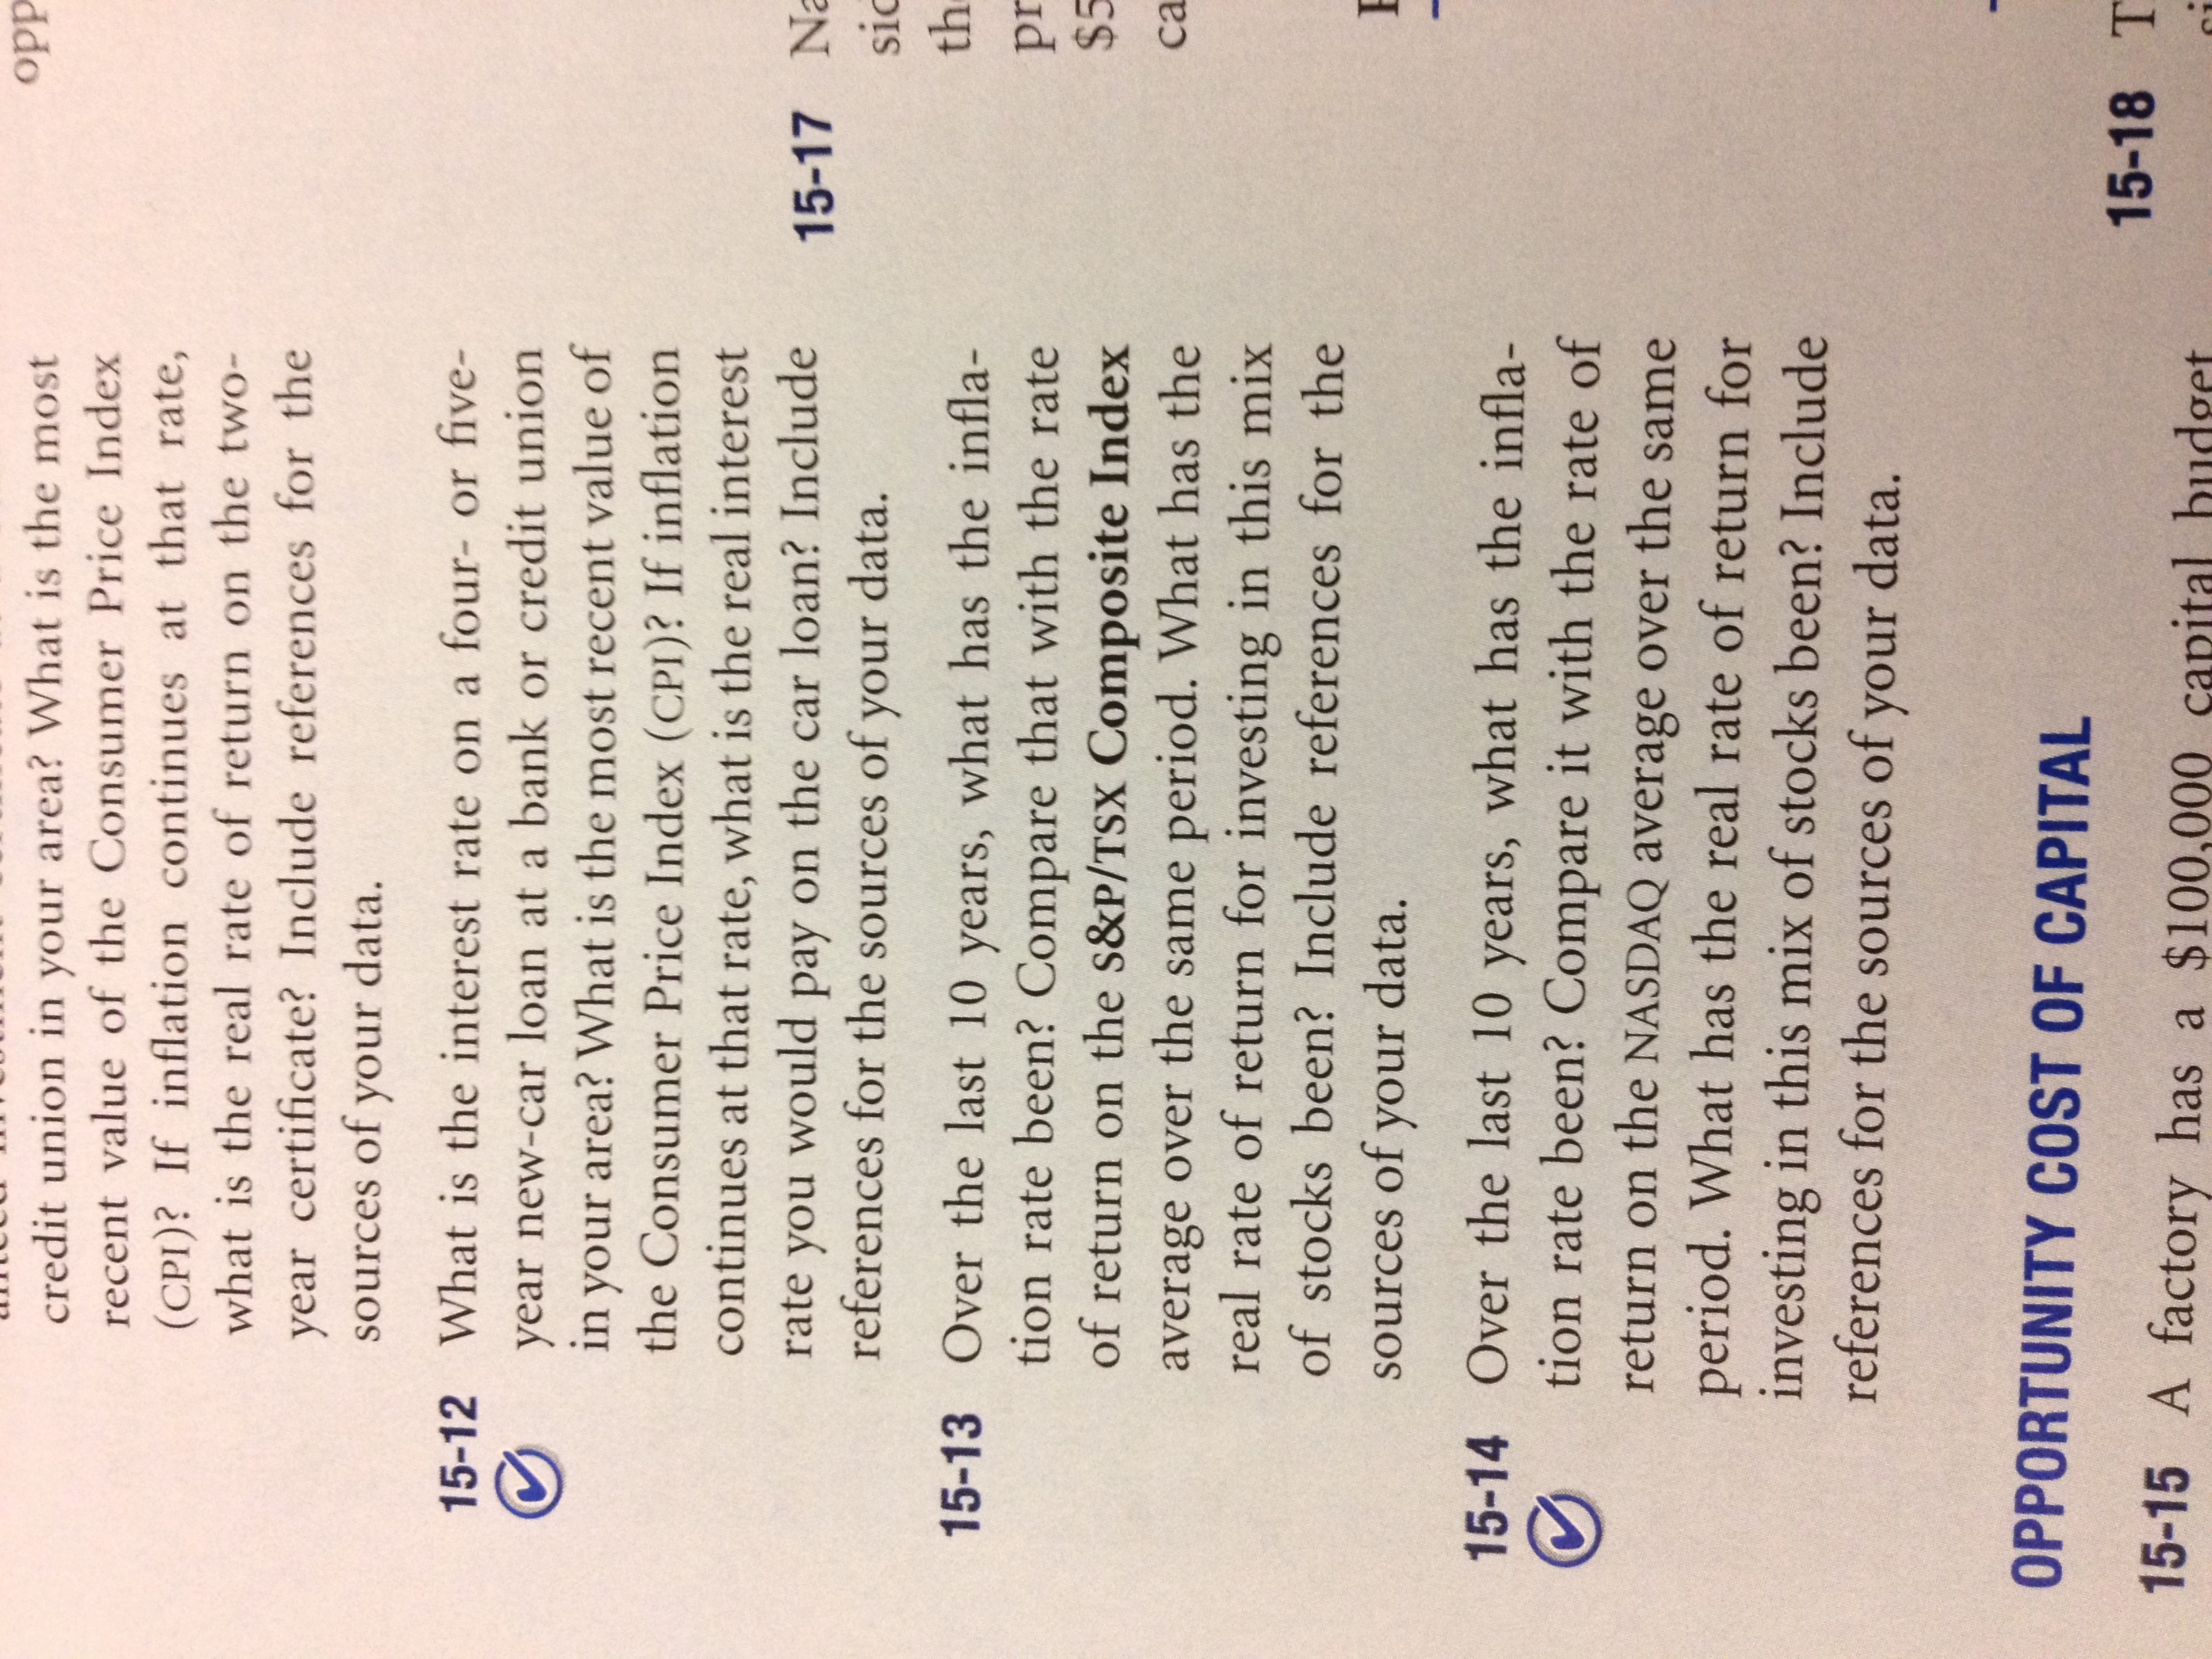 credit union in your area? What is the most
recent value of the Consumer Price Index
(CPI)? If inflation continues at that rate,
what is the real rate of return on the two-
year certificate? Include references for the
sources of your data.
15-12 What is the interest rate on a four- or five-
year new-car loan at a bank or credit union
in your area? What is the most recent value of
the Consumer Price Index (CPI)? If inflation
continues at that rate, what is the real interest
rate you would pay on the car loan? Include
references for the sources of your data.
15-13 Over the last 10 years, what has the infla-
tion rate been? Compare that with the rate
of return on the S&P/TSX Composite Index
average over the same period. What has the
real rate of return for investing in this mix
of stocks been? Include references for the
sources of your data.
15-14 Over the last 10 years, what has the infla-
tion rate been? Compare it with the rate of
return on the NASDAQ average over the same
period. What has the real rate of return for
investing in this mix of stocks been? Include
references for the sources of your data.
OPPORTUNITY COST OF CAPITAL
15-15 A factory has a $100,000 capital budget
opp
15-17 Na
sid
th
pr
$5
ca
15-18 T